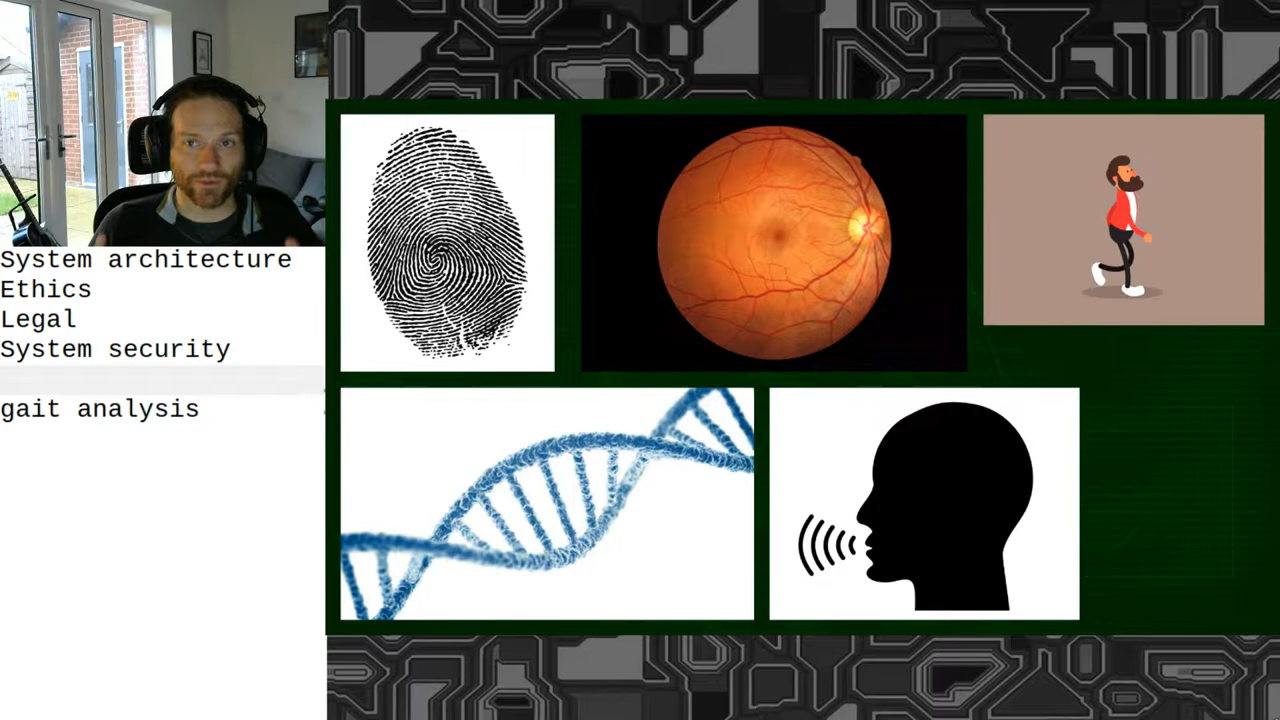 System architecture
Ethics
Legal
System security
gait analysis